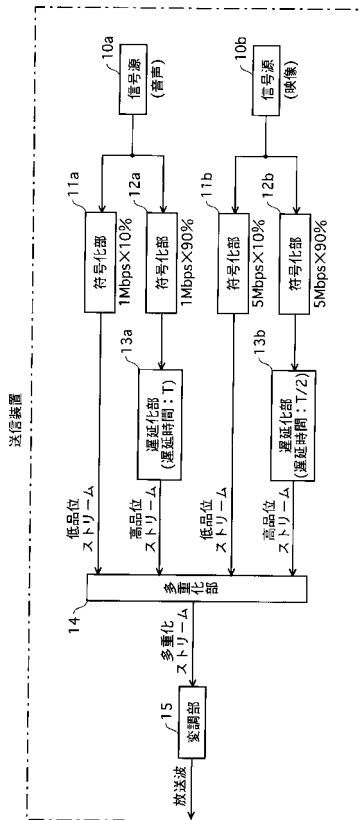 送信装置
10a
信号源
(音声)
10b
信号源
(映像)
11a
符号化部
1Mbps×10%
12a
符号化部
1Mbps×90%
11b
符号化部
5Mbps×10%
12b
符号化部
5Mbps×90%
13a
遅延化部
(遅延時間：T)
13b
遅延化部
(遅延時間：T/2)
低品位
ストリーム
高品位
ストリーム
低品位
ストリーム
高品位
ストリーム
14
多重化部
多重化
ストリーム
15
変調部
放送波